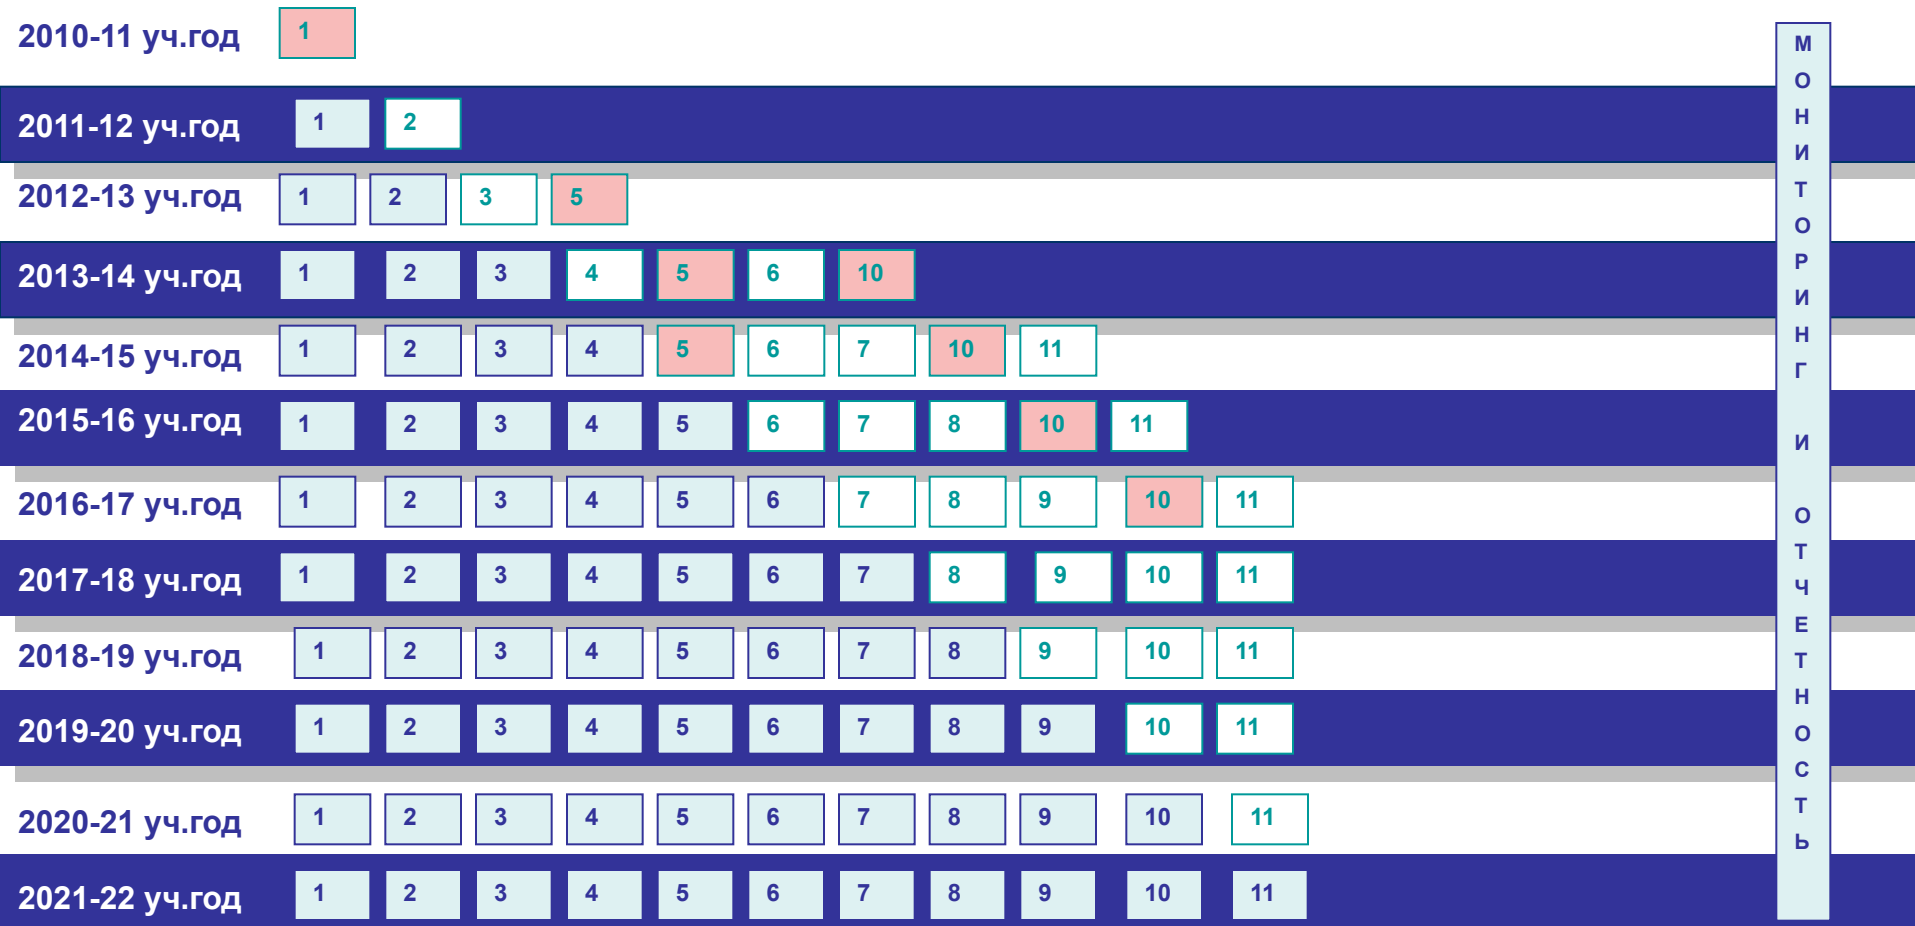 2010-11 уч.год 1
2011-12 уч.год 1 2
2012-13 уч.год 1 2 3 5
2013-14 уч.год 1 2 3 4 5 6 10
2014-15 уч.год 1 2 3 4 5 6 7 10 11
2015-16 уч.год 1 2 3 4 5 6 7 8 10 11
2016-17 уч.год 1 2 3 4 5 6 7 8 9 10 11
2017-18 уч.год 1 2 3 4 5 6 7 8 9 10 11
2018-19 уч.год 1 2 3 4 5 6 7 8 9 10 11
2019-20 уч.год 1 2 3 4 5 6 7 8 9 10 11
2020-21 уч.год 1 2 3 4 5 6 7 8 9 10 11
2021-22 уч.год 1 2 3 4 5 6 7 8 9 10 11
МОНИТОРИНГ И ОТЧЕТНОСТЬ